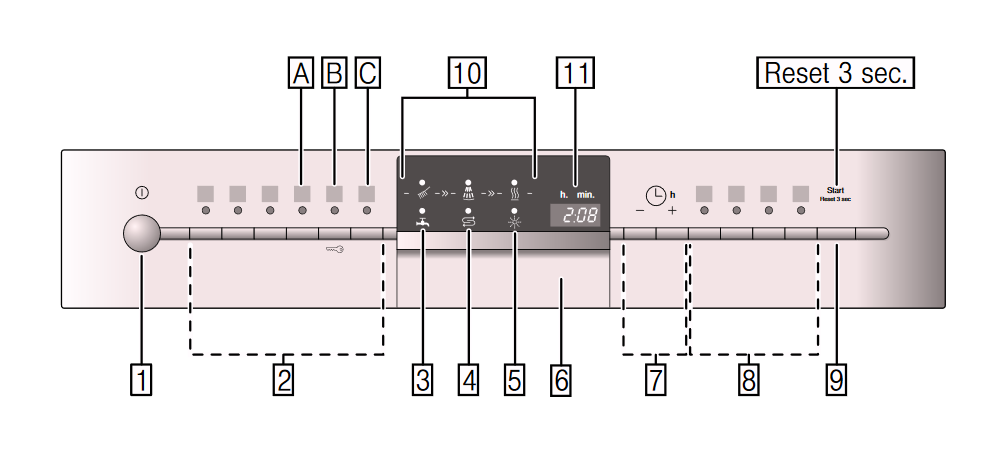 A B C 10 11 Reset 3 sec.
h. min.
2:08
h
− +
Start
Reset 3 sec
1 2 3 4 5 6 7 8 9